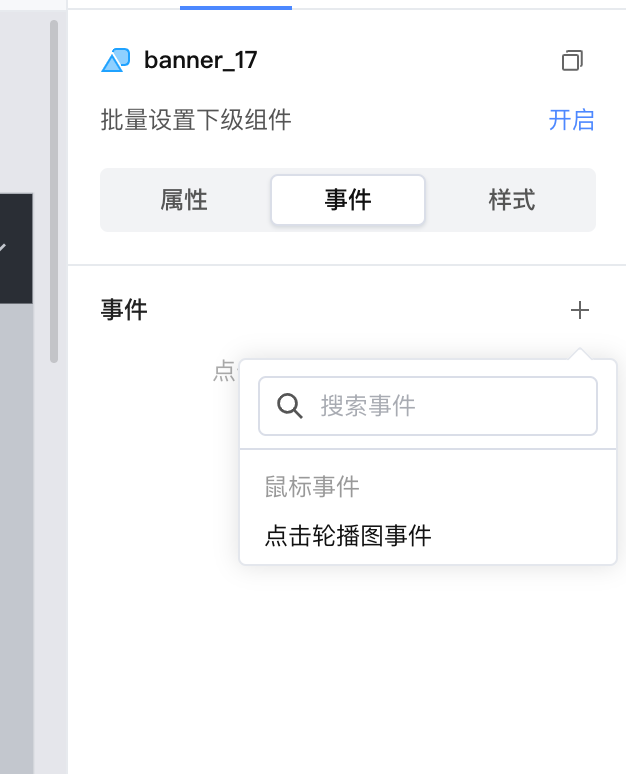 banner_17
批量设置下级组件 开启
属性 事件 样式
事件
点
搜索事件
鼠标事件
点击轮播图事件